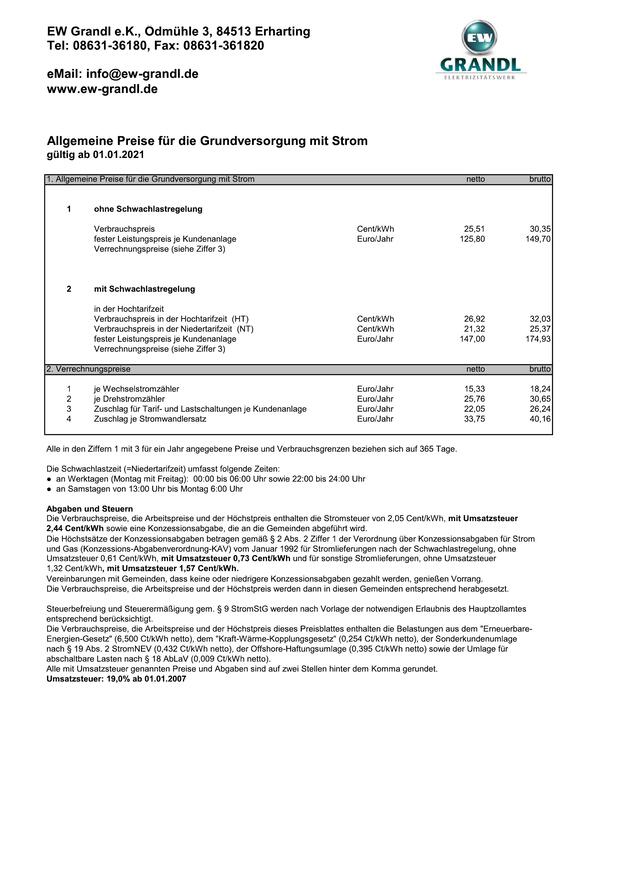 EW Grandl e.K., Odmühle 3, 84513 Erharting
Tel: 08631-36180, Fax: 08631-361820
eMail: info@ew-grandl.de
www.ew-grandl.de
EW
GRANDL
ELEKTRIZITÄTSWERK
Allgemeine Preise für die Grundversorgung mit Strom
gültig ab 01.01.2021
1. Allgemeine Preise für die Grundversorgung mit Strom netto brutto
1 ohne Schwachlastregelung
Verbrauchspreis Cent/kWh 25,51 30,35
fester Leistungspreis je Kundenanlage Euro/Jahr 125,80 149,70
Verrechnungspreise (siehe Ziffer 3)
2 mit Schwachlastregelung
in der Hochtarifzeit
Verbrauchspreis in der Hochtarifzeit (HT) Cent/kWh 26,92 32,03
Verbrauchspreis in der Niedertarifzeit (NT) Cent/kWh 21,32 25,37
fester Leistungspreis je Kundenanlage Euro/Jahr 147,00 174,93
Verrechnungspreise (siehe Ziffer 3)
2. Verrechnungspreise netto brutto
1 je Wechselstromzähler Euro/Jahr 15,33 18,24
2 je Drehstromzähler Euro/Jahr 25,76 30,65
3 Zuschlag für Tarif- und Lastschaltungen je Kundenanlage Euro/Jahr 22,05 26,24
4 Zuschlag je Stromwandlersatz Euro/Jahr 33,75 40,16
Alle in den Ziffern 1 mit 3 für ein Jahr angegebene Preise und Verbrauchsgrenzen beziehen sich auf 365 Tage.
Die Schwachlastzeit (=Niedertarifzeit) umfasst folgende Zeiten:
● an Werktagen (Montag mit Freitag): 00:00 bis 06:00 Uhr sowie 22:00 bis 24:00 Uhr
● an Samstagen von 13:00 Uhr bis Montag 6:00 Uhr
Abgaben und Steuern
Die Verbrauchspreise, die Arbeitspreise und der Höchstpreis enthalten die Stromsteuer von 2,05 Cent/kWh, mit Umsatzsteuer
2,44 Cent/kWh sowie eine Konzessionsabgabe, die an die Gemeinden abgeführt wird.
Die Höchstsätze der Konzessionsabgaben betragen gemäß § 2 Abs. 2 Ziffer 1 der Verordnung über Konzessionsabgaben für Strom
und Gas (Konzessions-Abgabenverordnung-KAV) vom Januar 1992 für Stromlieferungen nach der Schwachlastregelung, ohne
Umsatzsteuer 0,61 Cent/kWh, mit Umsatzsteuer 0,73 Cent/kWh und für sonstige Stromlieferungen, ohne Umsatzsteuer
1,32 Cent/kWh, mit Umsatzsteuer 1,57 Cent/kWh.
Vereinbarungen mit Gemeinden, dass keine oder niedrigere Konzessionsabgaben gezahlt werden, genießen Vorrang.
Die Verbrauchspreise, die Arbeitspreise und der Höchstpreise werden dann in diesen Gemeinden entsprechend herabgesetzt.
Steuerbefreiung und Steuerermäßigung gem. § 9 StromStG werden nach Vorlage der notwendigen Erlaubnis des Hauptzollamtes
entsprechend berücksichtigt.
Die Verbrauchspreise, die Arbeitspreise und der Höchstpreis dieses Preisblattes enthalten die Belastungen aus dem "Erneuerbare-
Energien-Gesetz" (6,500 Ct/kWh netto), dem "Kraft-Wärme-Kopplungsgesetz" (0,254 Ct/kWh netto), der Sonderkundenumlage
nach § 19 Abs. 2 StromNEV (0,432 Ct/kWh netto), der Offshore-Haftungsumlage (0,395 Ct/kWh netto) sowie der Umlage für
abschaltbare Lasten nach § 18 AbLaV (0,009 Ct/kWh netto).
Alle mit Umsatzsteuer genannten Preise und Abgaben sind auf zwei Stellen hinter dem Komma gerundet.
Umsatzsteuer: 19,0% ab 01.01.2007